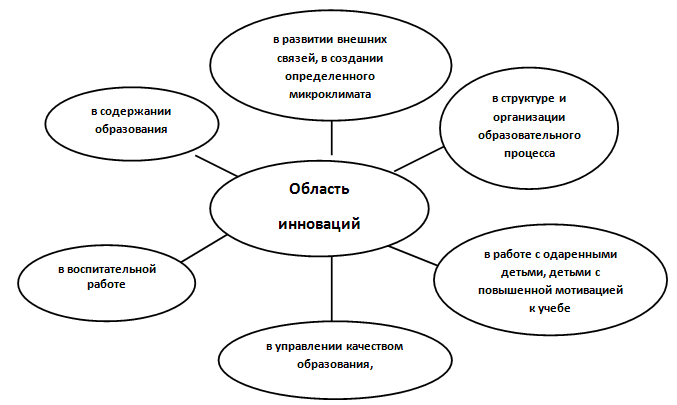 в развитии внешних
связей, в создании
определенного
микроклимата
в содержании
образования
в структуре и
организации
образовательного
процесса
Область
инноваций
в воспитательной
работе
в работе с одаренными
детьми, детьми с
повышенной мотивацией
к учебе
в управлении качеством
образования,